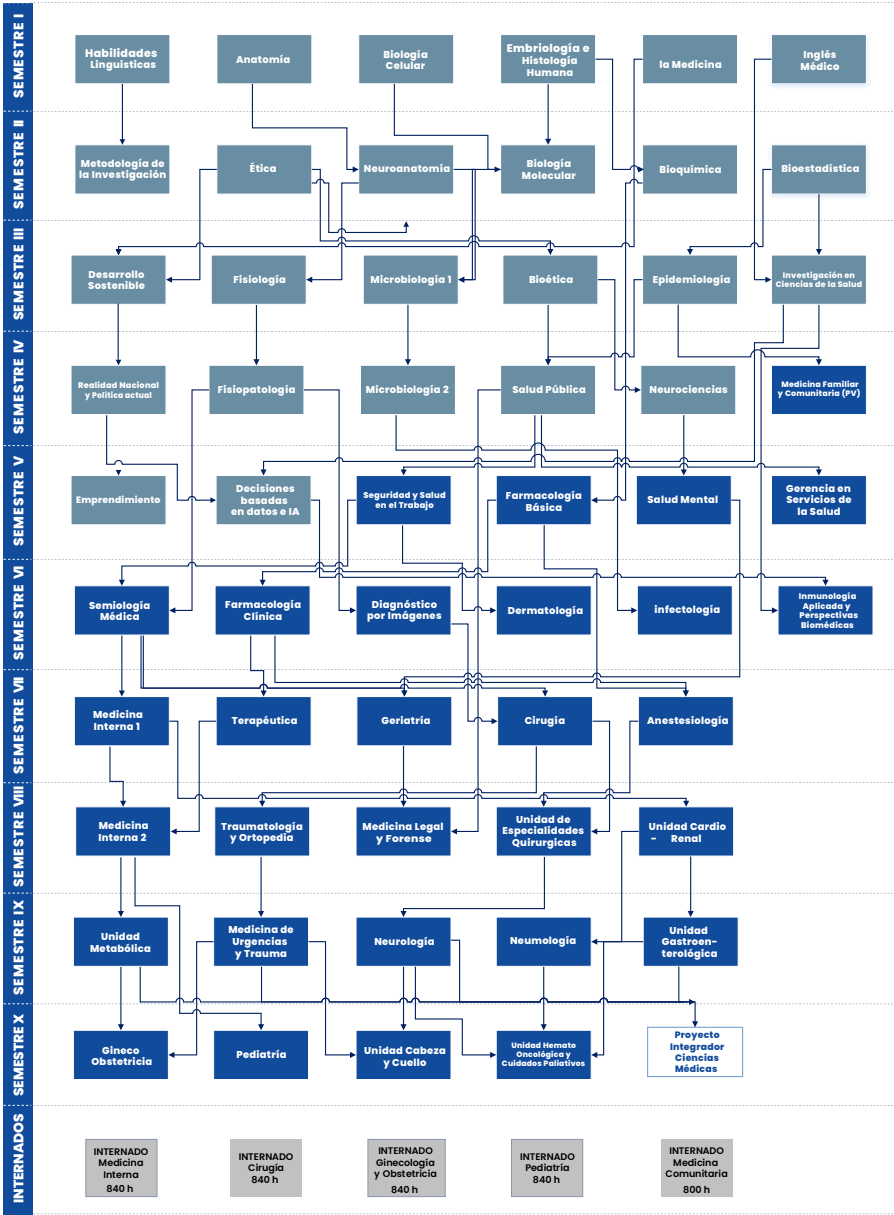 SEMESTRE I
Habilidades
Linguisticas
Anatomía
Biología
Celular
Embriología e
Histología
Humana
la Medicina
Inglés
Médico
SEMESTRE II
Metodología de
la Investigación
Ética
Neuroanatomía
Biología
Molecular
Bioquímica
Bioestadística
SEMESTRE III
Desarrollo
Sostenible
Fisiología
Microbiología 1
Bioética
Epidemiología
Investigación en
Ciencias de la Salud
SEMESTRE IV
Realidad Nacional
y Política actual
Fisiopatología
Microbiología 2
Salud Pública
Neurociencias
Medicina Familiar
y Comunitaria (PV)
SEMESTRE V
Emprendimiento
Decisiones
basadas
en datos e IA
Seguridad y Salud
en el Trabajo
Farmacología
Básica
Salud Mental
Gerencia en
Servicios de
la Salud
SEMESTRE VI
Semiología
Médica
Farmacología
Clínica
Diagnóstico
por Imágenes
Dermatología
infectología
Inmunología
Aplicada y
Perspectivas
Biomédicas
SEMESTRE VII
Medicina
Interna 1
Terapéutica
Geriatría
Cirugía
Anestesiología
SEMESTRE VIII
Medicina
Interna 2
Traumatología
y Ortopedia
Medicina Legal
y Forense
Unidad de
Especialidades
Quirurgicas
Unidad Cardio
- Renal
SEMESTRE IX
Unidad
Metabólica
Medicina de
Urgencias
y Trauma
Neurología
Neumología
Unidad
Gastroen-
terológica
SEMESTRE X
Gineco
Obstetricia
Pediatría
Unidad Cabeza
y Cuello
Unidad Hemato
Oncológica y
Cuidados Paliativos
Proyecto
Integrador
Ciencias
Médicas
INTERNADOS
INTERNADO
Medicina
Interna
840 h
INTERNADO
Cirugía
840 h
INTERNADO
Ginecología
y Obstetricia
840 h
INTERNADO
Pediatría
840 h
INTERNADO
Medicina
Comunitaria
800 h